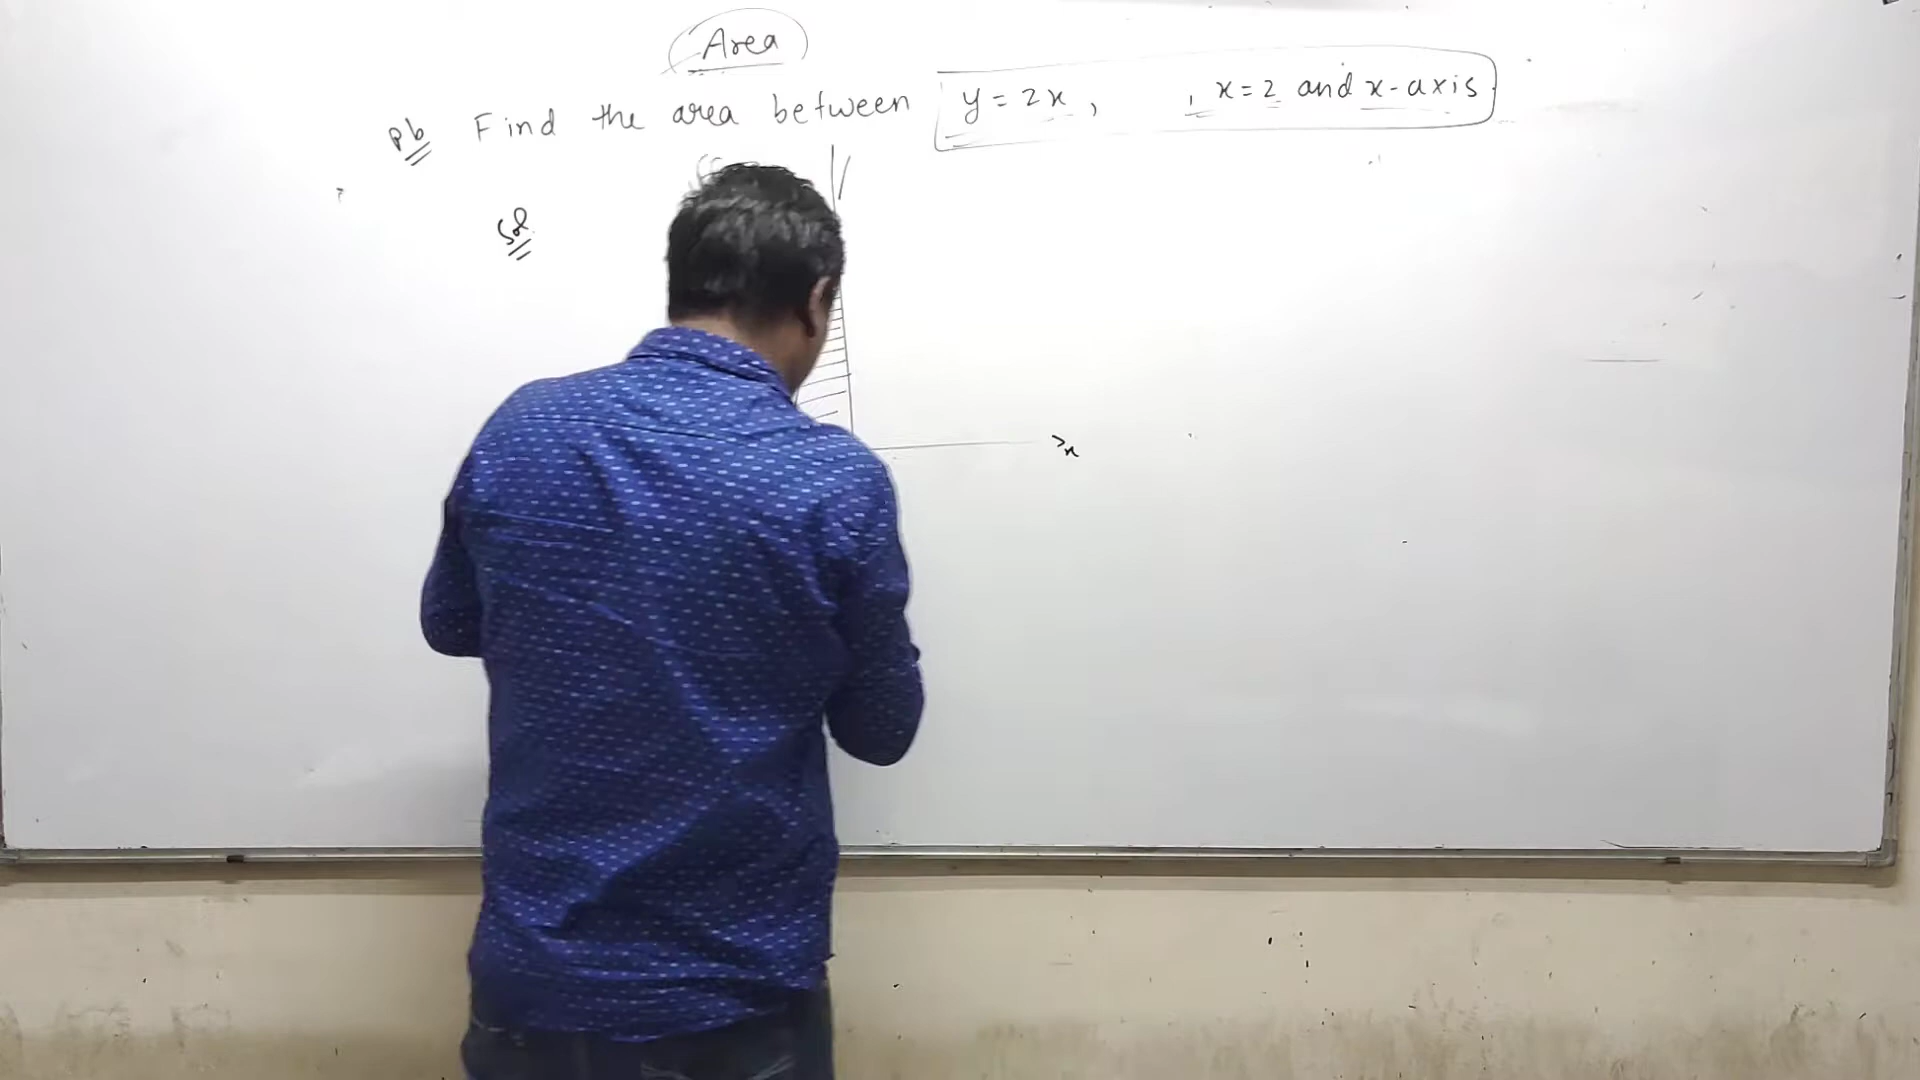 Area
Pb Find the area between y = 2x , , x = 2 and x-axis
Sol.
x